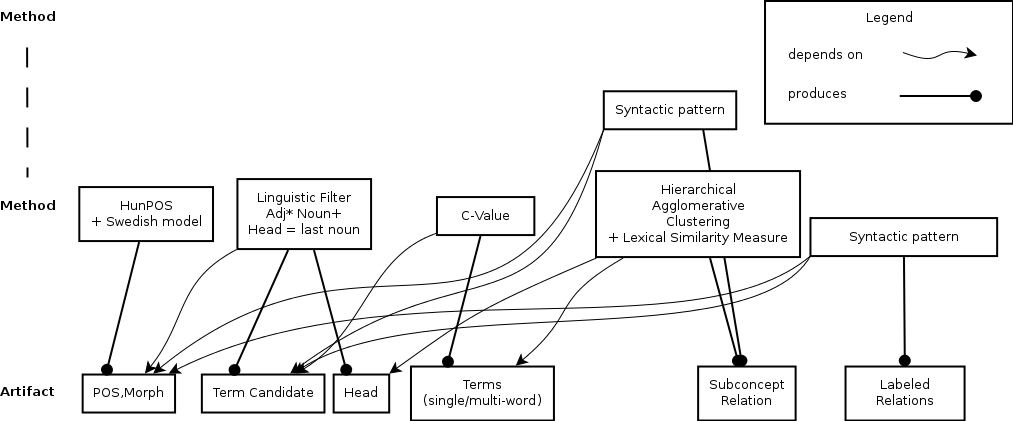 Method
Legend
depends on
produces
Syntactic pattern
Method
HunPOS
+ Swedish model
Linguistic Filter
Adj* Noun+
Head = last noun
C-Value
Hierarchical
Agglomerative
Clustering
+ Lexical Similarity Measure
Syntactic pattern
Artifact
POS,Morph
Term Candidate
Head
Terms
(single/multi-word)
Subconcept
Relation
Labeled
Relations